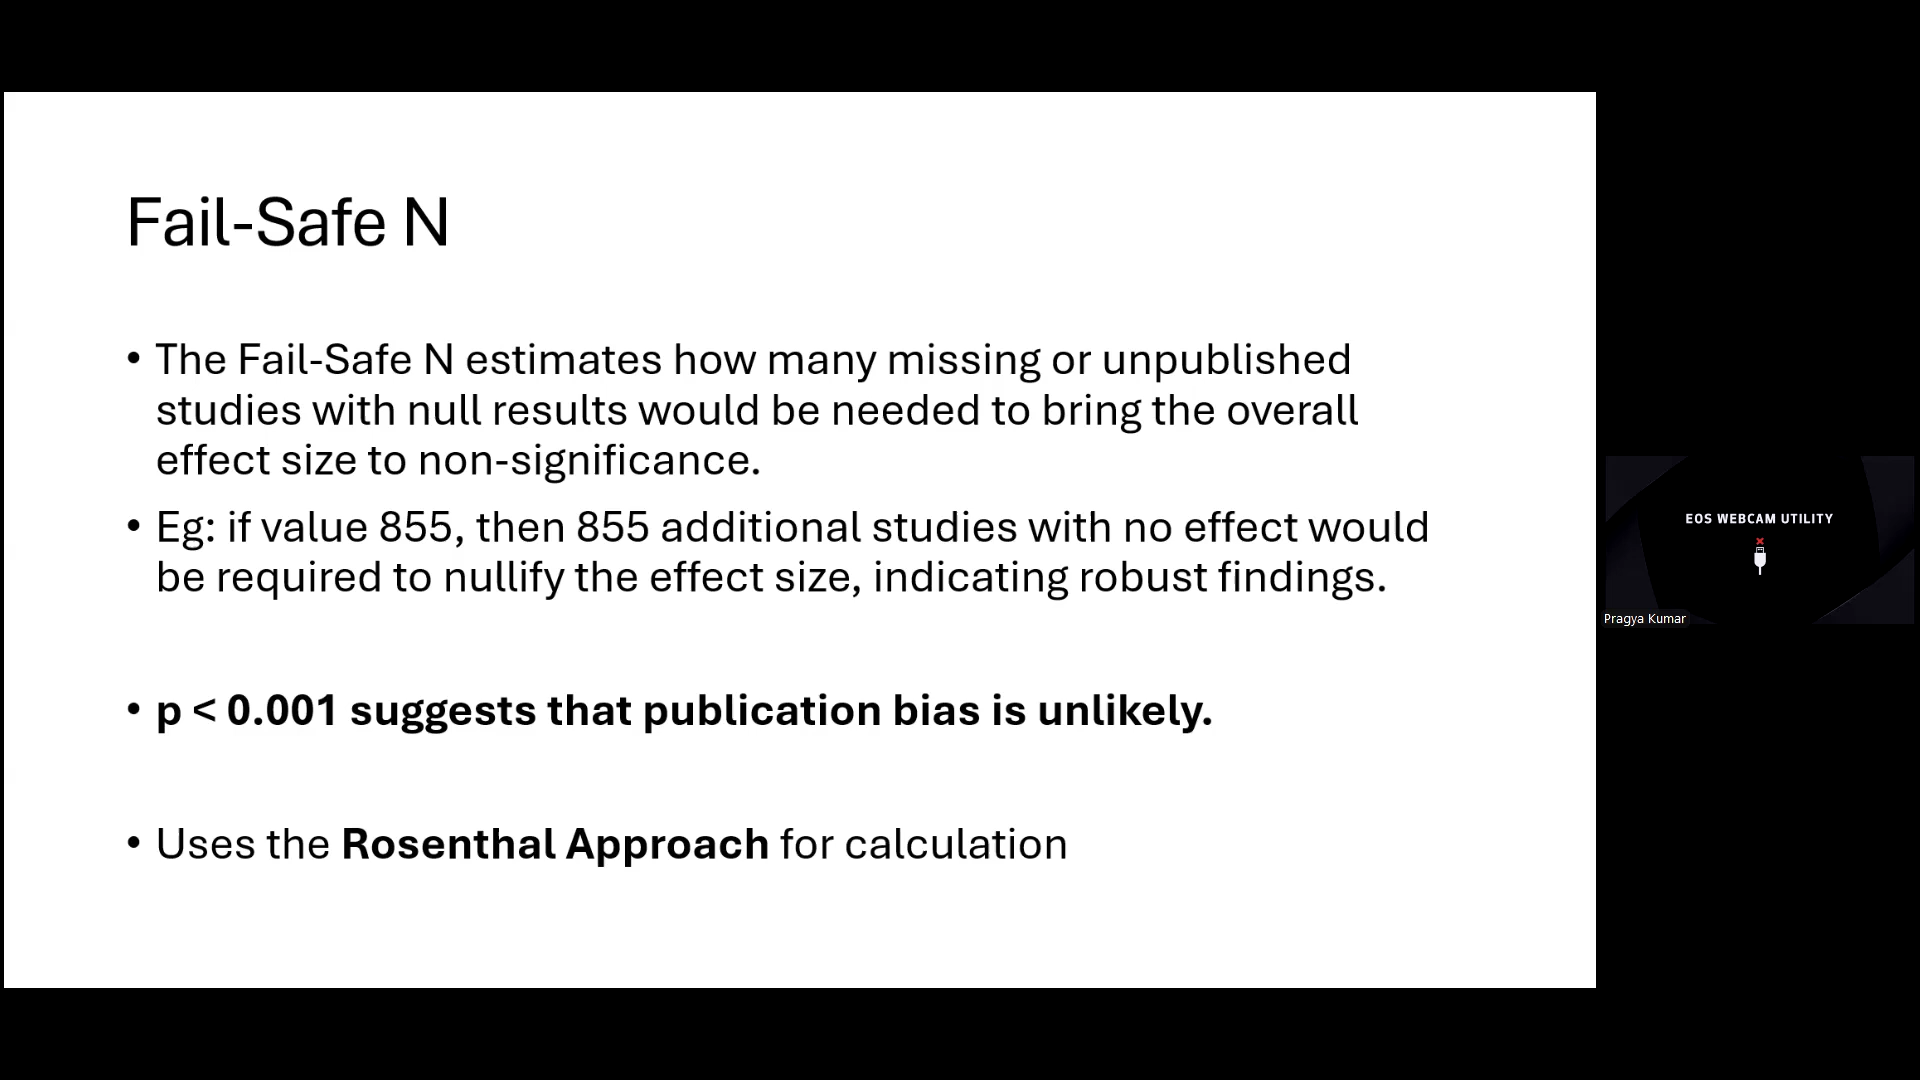 Fail-Safe N
• The Fail-Safe N estimates how many missing or unpublished
studies with null results would be needed to bring the overall
effect size to non-significance.
• Eg: if value 855, then 855 additional studies with no effect would
be required to nullify the effect size, indicating robust findings.
• p < 0.001 suggests that publication bias is unlikely.
• Uses the Rosenthal Approach for calculation
EOS WEBCAM UTILITY
Pragya Kumar